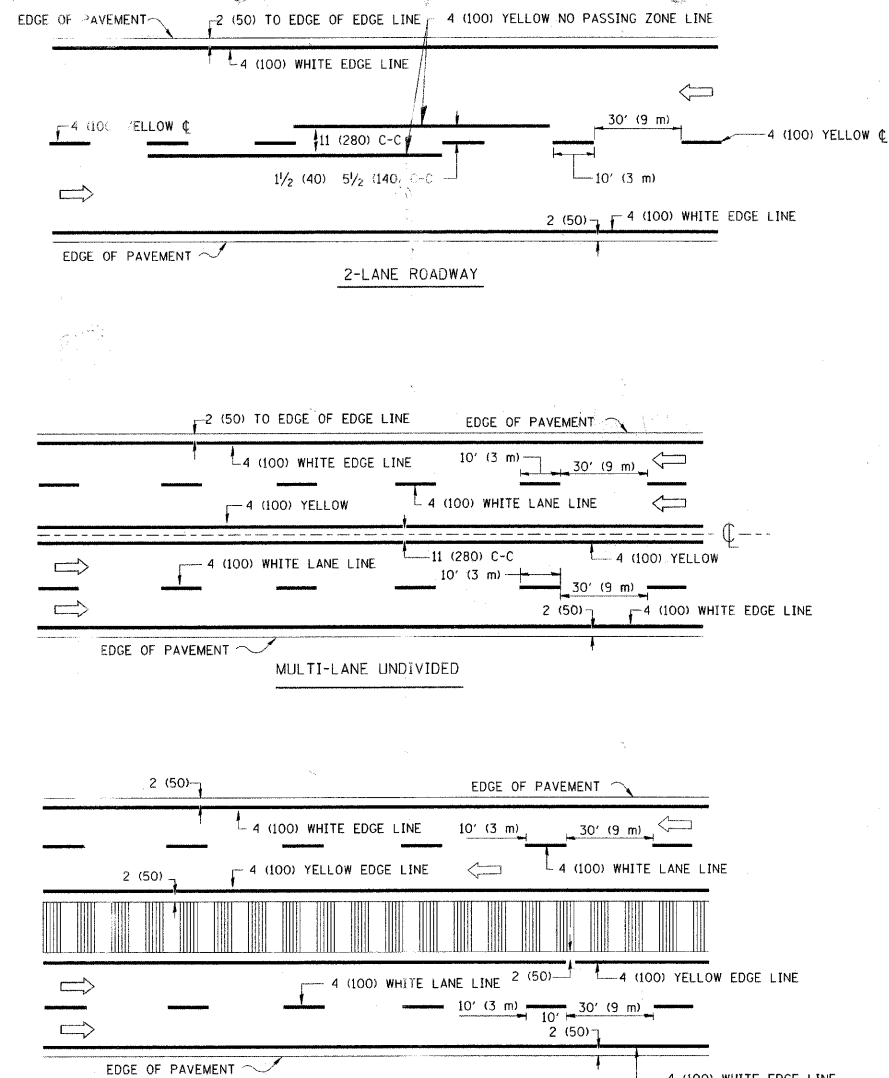 EDGE OF PAVEMENT 2 (50) TO EDGE OF EDGE LINE 4 (100) YELLOW NO PASSING ZONE LINE
4 (100) WHITE EDGE LINE
30' (9 m)
4 (100 YELLOW ℄ 11 (280) C-C 4 (100) YELLOW ℄
1½ (40) 5½ (140) C-C 10' (3 m)
2 (50) 4 (100) WHITE EDGE LINE
EDGE OF PAVEMENT
2-LANE ROADWAY
2 (50) TO EDGE OF EDGE LINE EDGE OF PAVEMENT
4 (100) WHITE EDGE LINE 10' (3 m) 30' (9 m)
4 (100) YELLOW 4 (100) WHITE LANE LINE
℄
4 (100) WHITE LANE LINE 11 (280) C-C 4 (100) YELLOW
10' (3 m) 30' (9 m)
2 (50) 4 (100) WHITE EDGE LINE
EDGE OF PAVEMENT
MULTI-LANE UNDIVIDED
2 (50) EDGE OF PAVEMENT
4 (100) WHITE EDGE LINE 10' (3 m) 30' (9 m)
2 (50) 4 (100) YELLOW EDGE LINE 4 (100) WHITE LANE LINE
4 (100) WHITE LANE LINE 2 (50) 4 (100) YELLOW EDGE LINE
10' (3 m) 10' 30' (9 m)
2 (50)
EDGE OF PAVEMENT
4 (100) WHITE EDGE LINE